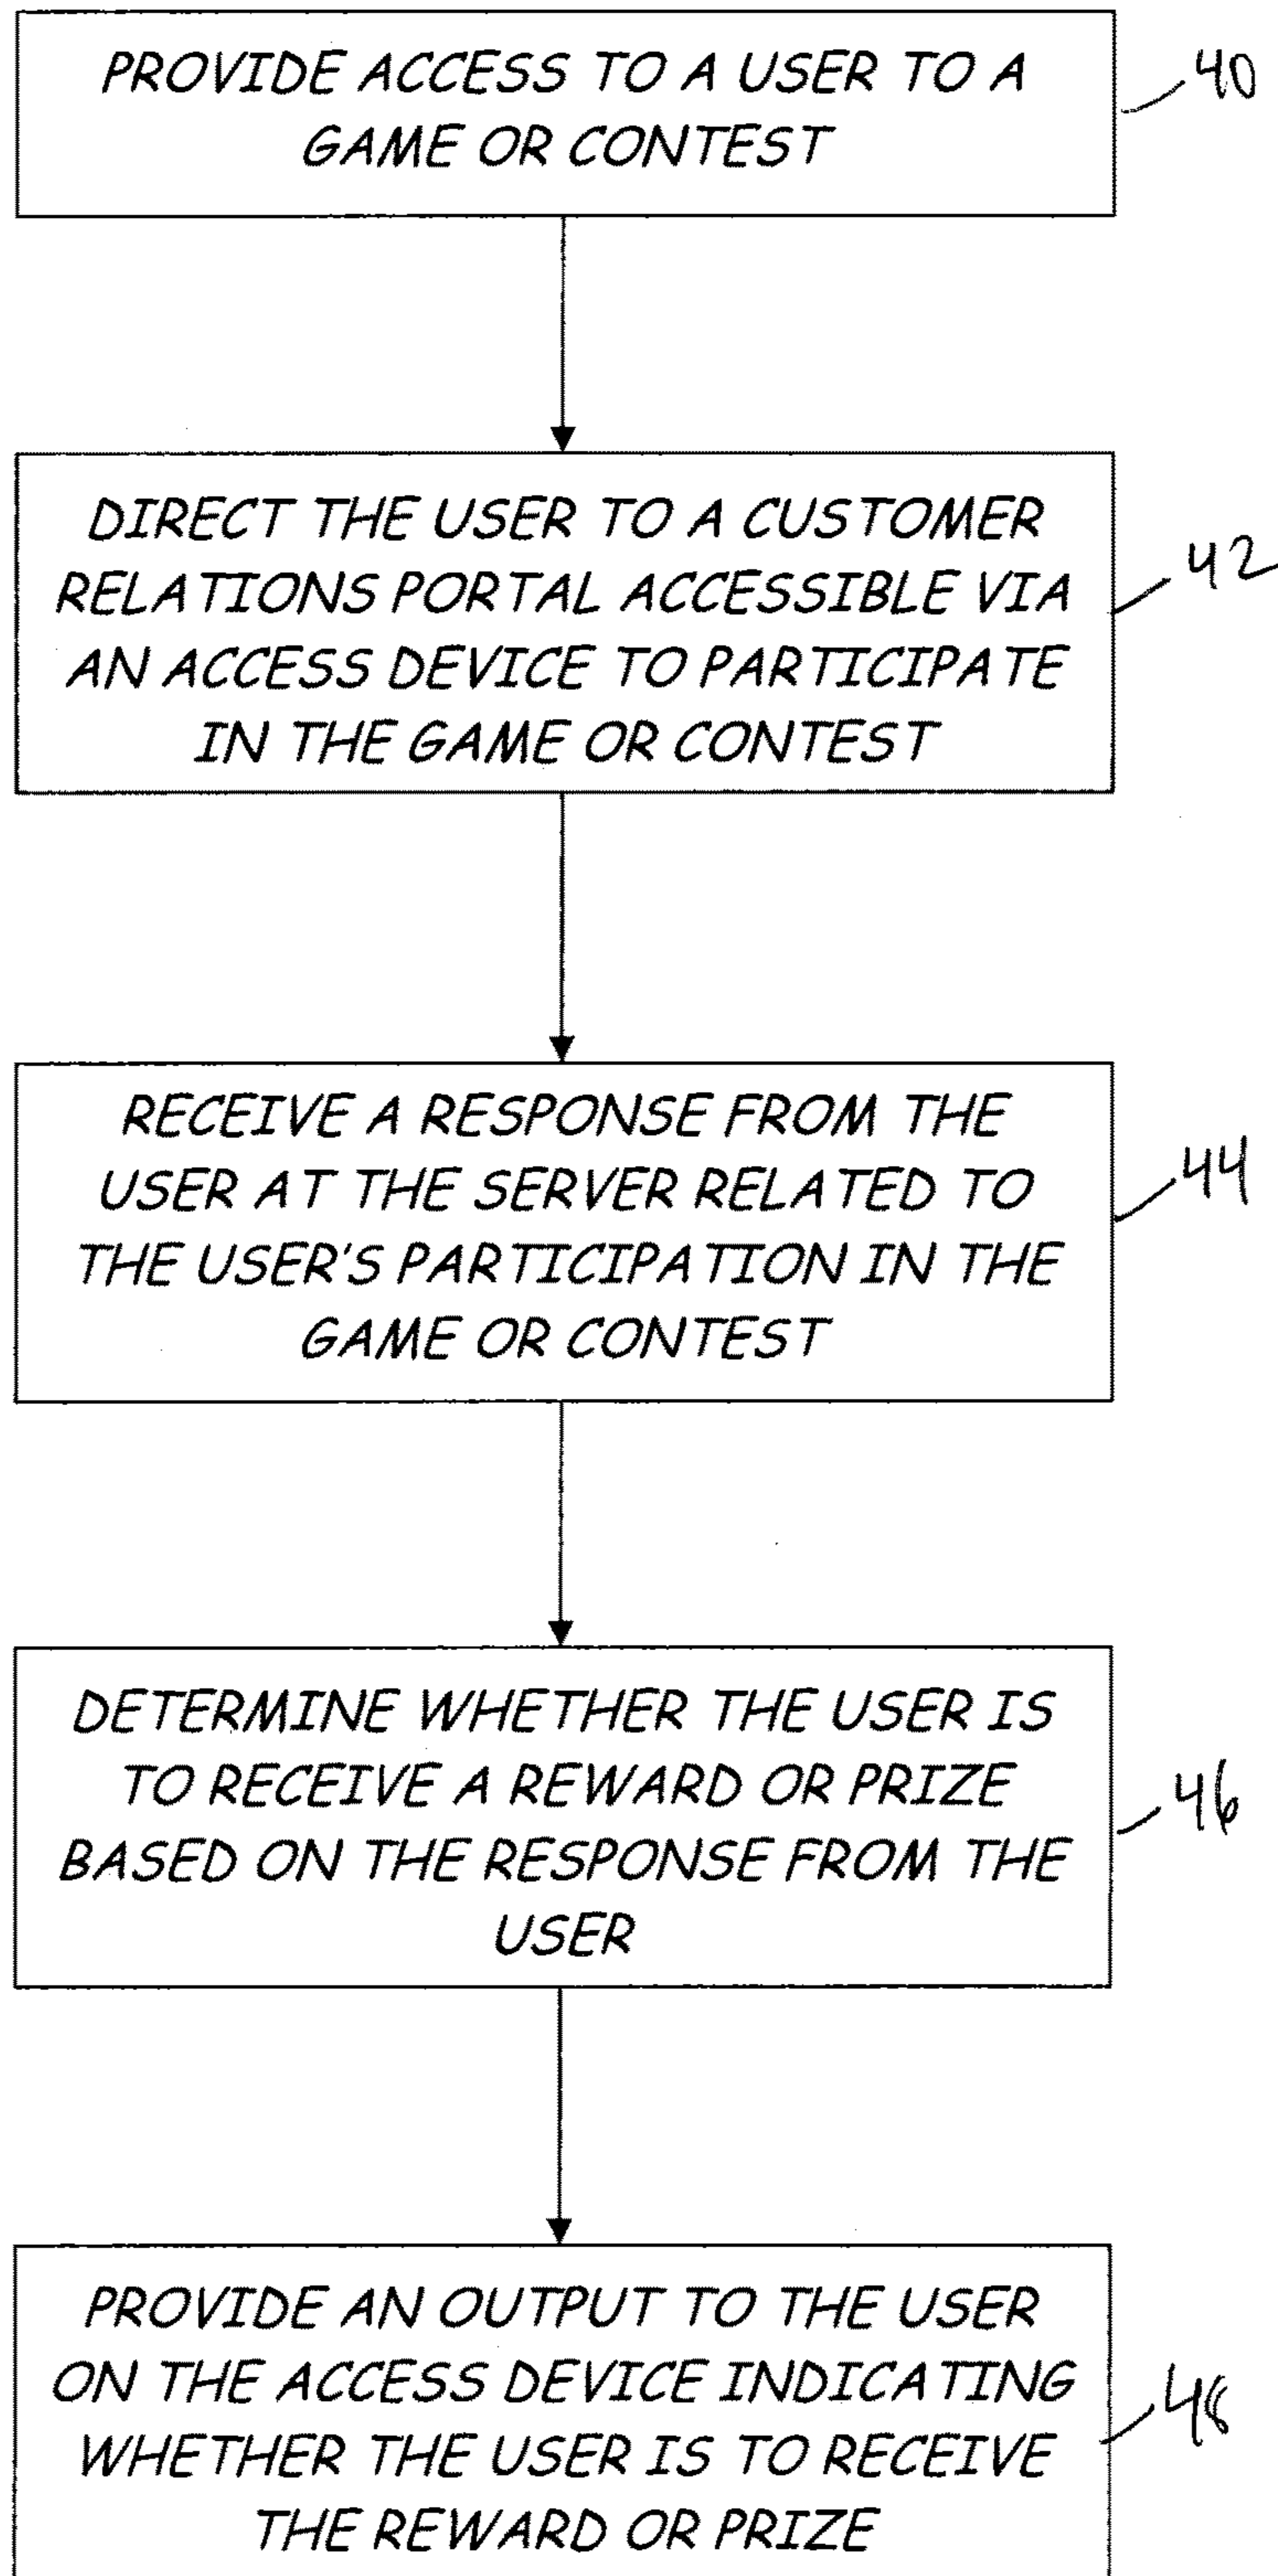 PROVIDE ACCESS TO A USER TO A
GAME OR CONTEST
40
DIRECT THE USER TO A CUSTOMER
RELATIONS PORTAL ACCESSIBLE VIA
AN ACCESS DEVICE TO PARTICIPATE
IN THE GAME OR CONTEST
42
RECEIVE A RESPONSE FROM THE
USER AT THE SERVER RELATED TO
THE USER'S PARTICIPATION IN THE
GAME OR CONTEST
44
DETERMINE WHETHER THE USER IS
TO RECEIVE A REWARD OR PRIZE
BASED ON THE RESPONSE FROM THE
USER
46
PROVIDE AN OUTPUT TO THE USER
ON THE ACCESS DEVICE INDICATING
WHETHER THE USER IS TO RECEIVE
THE REWARD OR PRIZE
48